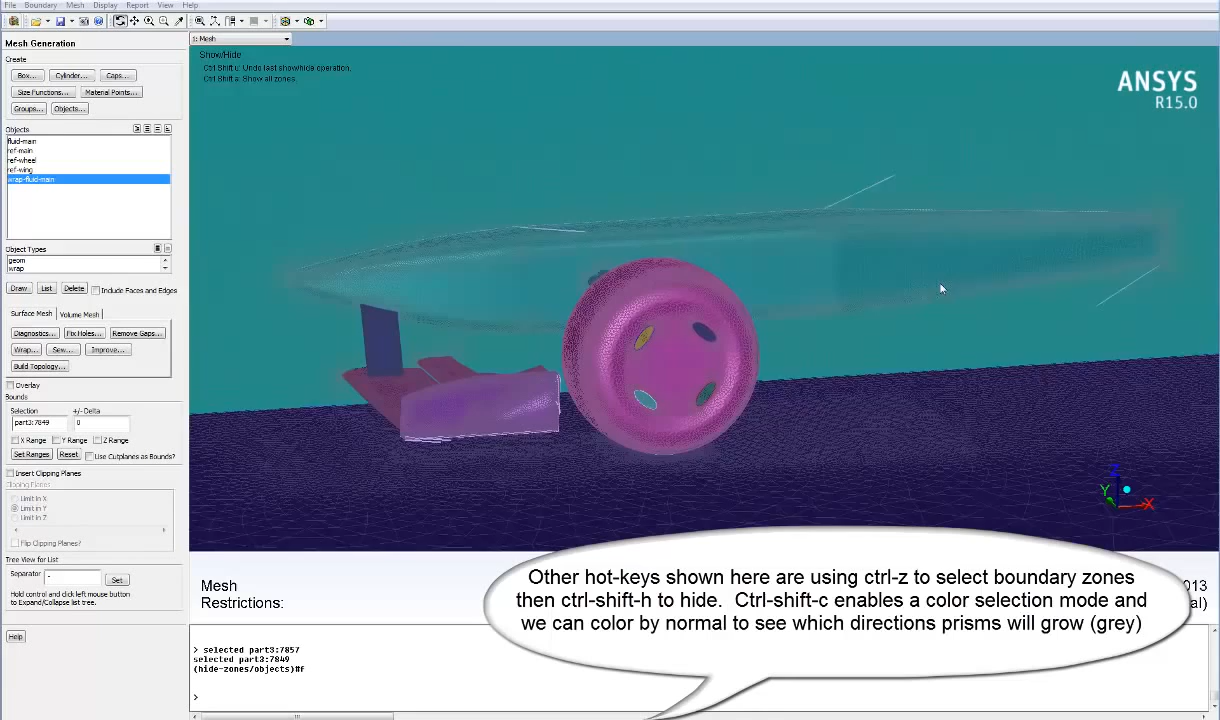 File Boundary Mesh Display Report View Help
Mesh Generation
1: Mesh
Create
Box... Cylinder... Caps...
Size Functions... Material Points...
Groups... Objects...
Objects
fluid-main
ref-main
ref-wheel
ref-wing
wrap-fluid-main
Object Types
geom
wrap
Draw List Delete Include Faces and Edges
Surface Mesh Volume Mesh
Diagnostics... Fix Holes... Remove Gaps...
Wrap... Sew... Improve...
Build Topology...
Overlay
Bounds
Selection +/- Delta
part3:7849 0
X Range Y Range Z Range
Set Ranges Reset Use Cutplanes as Bounds?
Insert Clipping Planes
Clipping Planes
Limit in X
Limit in Y
Limit in Z
Flip Clipping Planes?
Tree View for List
Separator - Set
Hold control and click left mouse button
to Expand/Collapse list tree.
Help
Show/Hide
Ctrl Shift u: Undo last show/hide operation.
Ctrl Shift a: Show all zones.
ANSYS
R15.0
Z
Y
X
Mesh
Restrictions:
013
al)
Other hot-keys shown here are using ctrl-z to select boundary zones
then ctrl-shift-h to hide. Ctrl-shift-c enables a color selection mode and
we can color by normal to see which directions prisms will grow (grey)
> selected part3:7857
selected part3:7849
(hide-zones/objects)#f
>